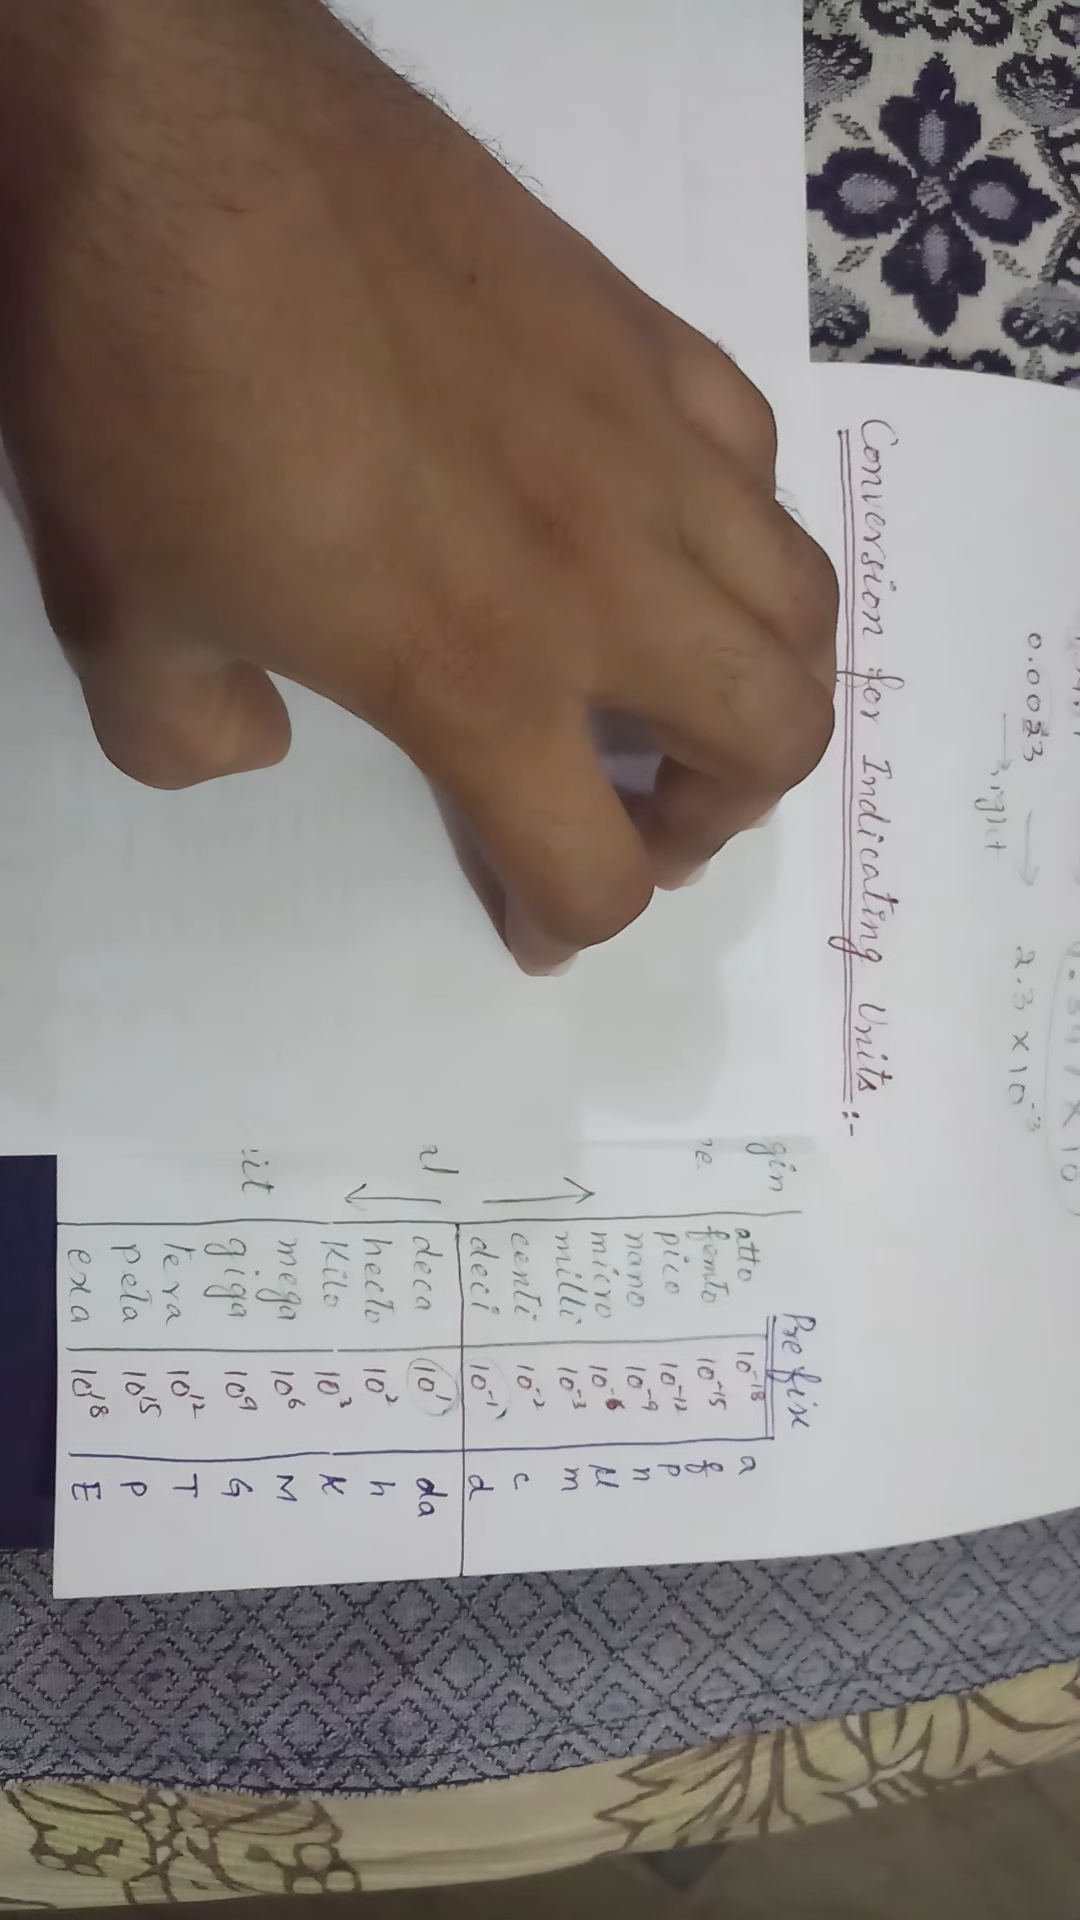 0.0023 → 2.3 × 10⁻³
→ right
Conversion for Indicating Units :-
Prefix
atto 10⁻¹⁸ a
femto 10⁻¹⁵ f
pico 10⁻¹² p
nano 10⁻⁹ n
micro 10⁻⁶ μ
milli 10⁻³ m
centi 10⁻² c
deci 10⁻¹ d
deca 10¹ da
hecto 10² h
Kilo 10³ K
mega 10⁶ M
giga 10⁹ G
tera 10¹² T
peta 10¹⁵ P
exa 10¹⁸ E